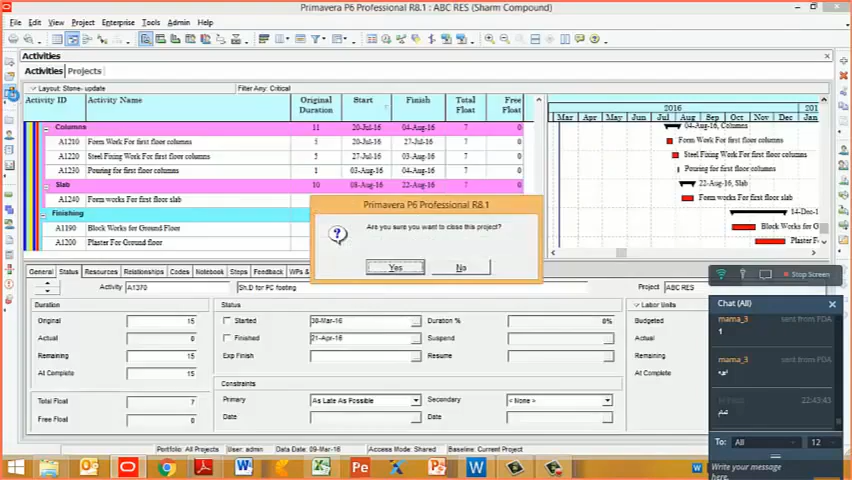 Primavera P6 Professional R8.1 : ABC RES (Sharm Compound)
File Edit View Project Enterprise Tools Admin Help
Activities
Activities Projects
Layout: Stone- update Filter Any: Critical
Activity ID Activity Name Original Duration Start Finish Total Float Free Float
2016 201
Mar Apr May Jun Jul Aug Sep Oct Nov Dec Jan
Columns 11 20-Jul-16 04-Aug-16 7 0
04-Aug-16, Columns
A1210 Form Work For first floor columns 5 20-Jul-16 27-Jul-16 7 0
Form Work For first floor columns
A1220 Steel Fixing Work For first floor columns 5 27-Jul-16 03-Aug-16 7 0
Steel Fixing Work For first floor columns
A1230 Pouring for first floor columns 1 03-Aug-16 04-Aug-16 7 0
Pouring for first floor columns
Slab 10 08-Aug-16 22-Aug-16 7 0
22-Aug-16, Slab
A1240 Form works For first floor slab
Form works For first floor slab
Finishing
14-Dec-1
A1190 Block Works for Ground Floor
Block Works for G
A1200 Plaster For Ground floor
Plaster F
Primavera P6 Professional R8.1
Are you sure you want to close this project?
Yes No
General Status Resources Relationships Codes Notebook Steps Feedback WPs &
Activity A1370 Sh.D for PC footing Project ABC RES
Duration
Original 15
Actual 0
Remaining 15
At Complete 15
Total Float 7
Free Float 0
Status
Started 30-Mar-16
Finished 21-Apr-16
Exp Finish
Duration % 0%
Suspend
Resume
Constraints
Primary As Late As Possible Secondary < None >
Date Date
Labor Units
Budgeted
Actual
Remaining
At Complete
Stop Screen
Chat (All)
mama_3 sent from FDA
1
mama_3 sent from FDA
22:43:43
تمام
To: All 12
Write your message here.
Portfolio: All Projects User: admin Data Date: 09-Mar-16 Access Mode: Shared Baseline: Current Project